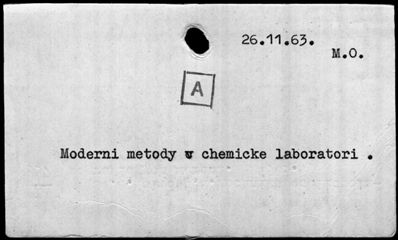 26.11.63.
M.O.
A
Moderni metody v chemicke laboratori .